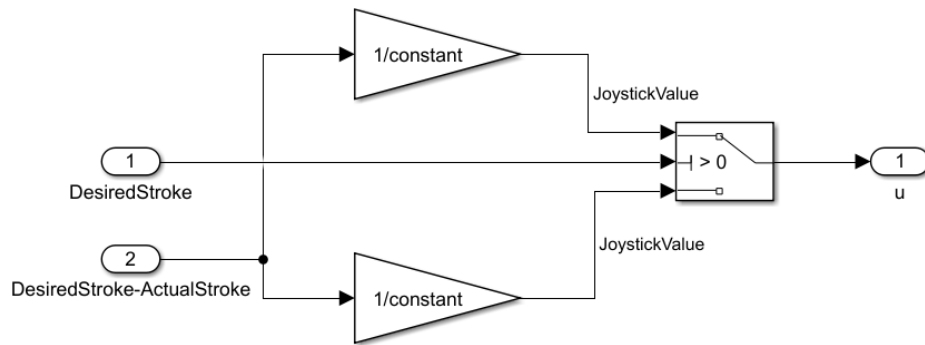 1/constant
JoystickValue
1
DesiredStroke
> 0
1
u
JoystickValue
2
DesiredStroke-ActualStroke
1/constant